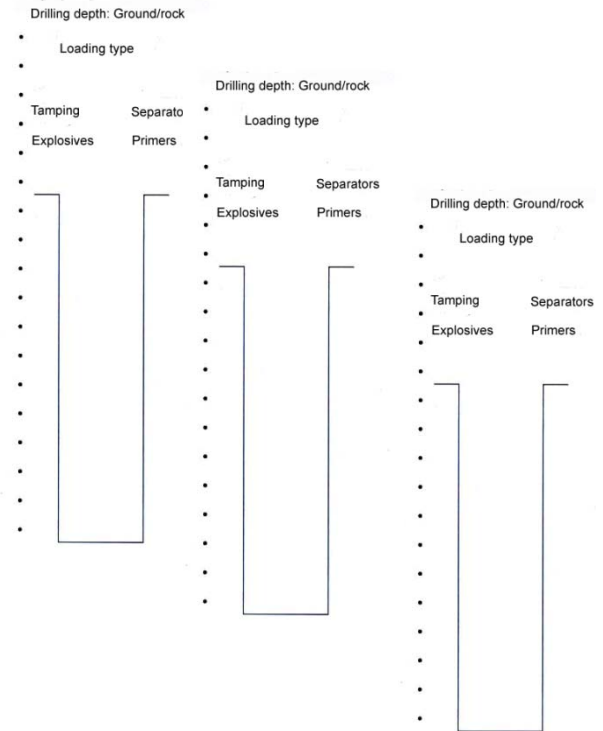 Drilling depth: Ground/rock
Loading type
Tamping Separato
Explosives Primers
Drilling depth: Ground/rock
Loading type
Tamping Separators
Explosives Primers
Drilling depth: Ground/rock
Loading type
Tamping Separators
Explosives Primers